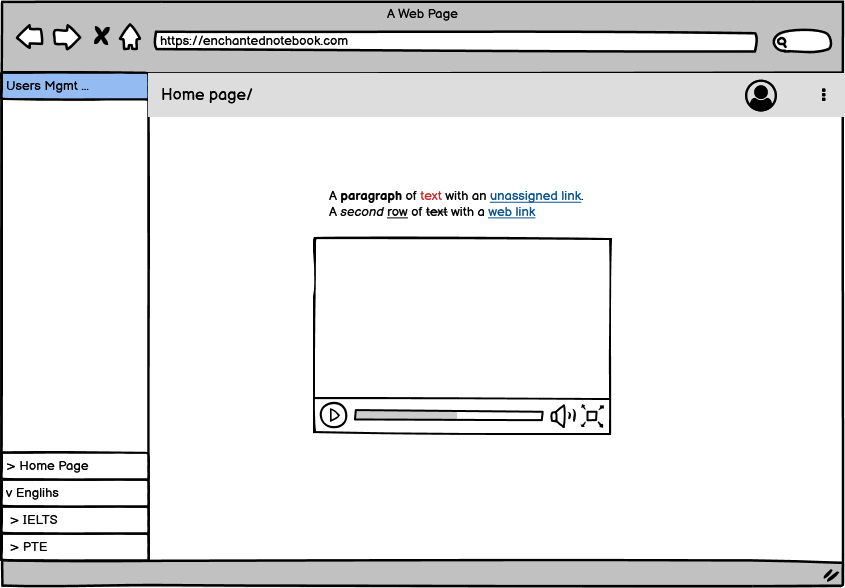 A Web Page
https://enchantednotebook.com
Users Mgmt ...
Home page/
A paragraph of text with an unassigned link.
A second row of text with a web link
> Home Page
v Englihs
> IELTS
> PTE